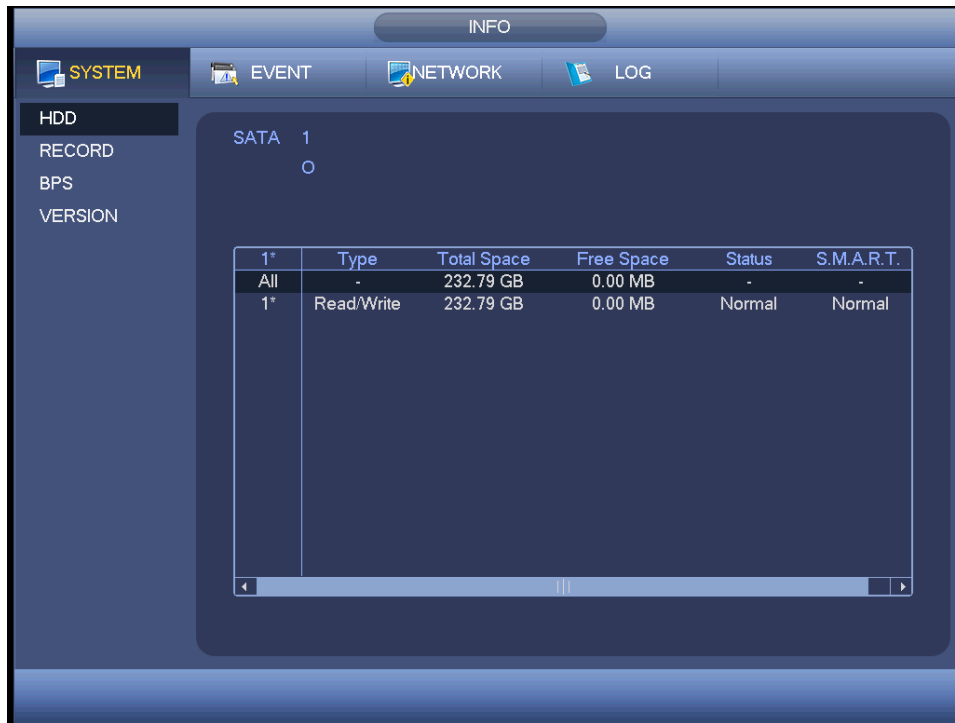 INFO
SYSTEM EVENT NETWORK LOG
HDD
RECORD
BPS
VERSION
SATA 1
O
1* Type Total Space Free Space Status S.M.A.R.T.
All - 232.79 GB 0.00 MB - -
1* Read/Write 232.79 GB 0.00 MB Normal Normal